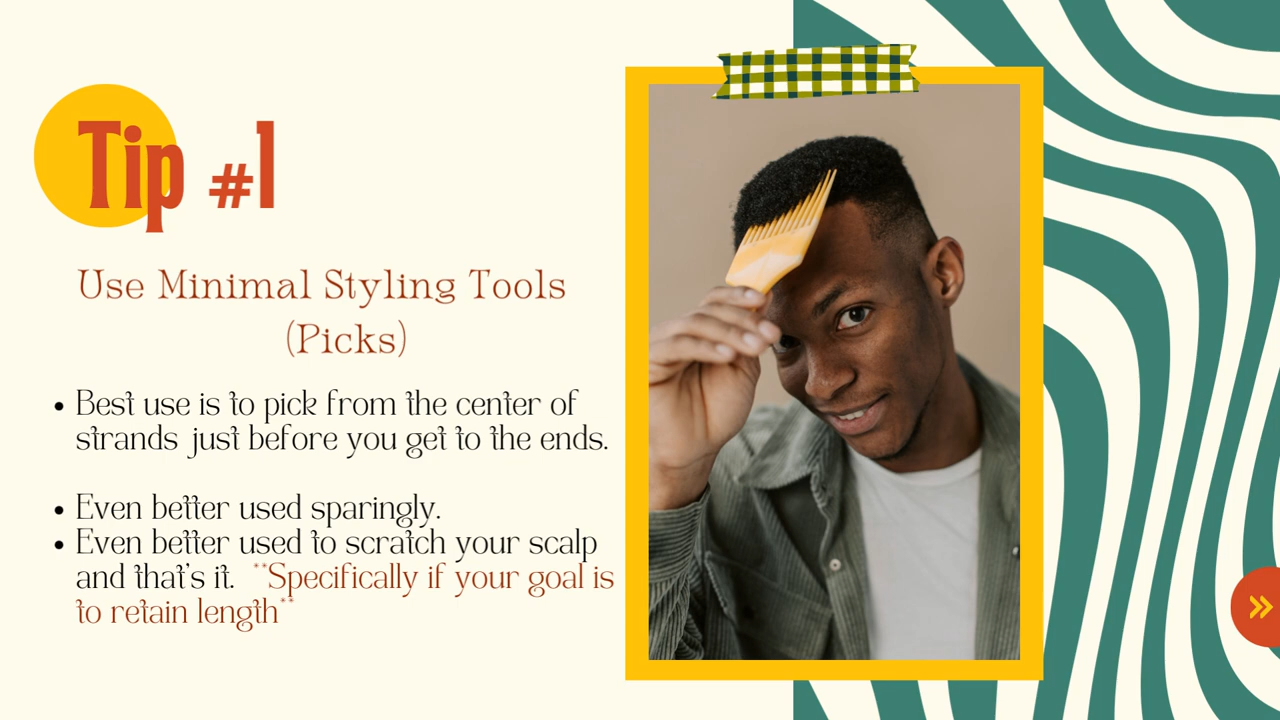 Tip #1
Use Minimal Styling Tools
(Picks)
• Best use is to pick from the center of
strands just before you get to the ends.
• Even better used sparingly.
• Even better used to scratch your scalp
and that's it. **Specifically if your goal is
to retain length**